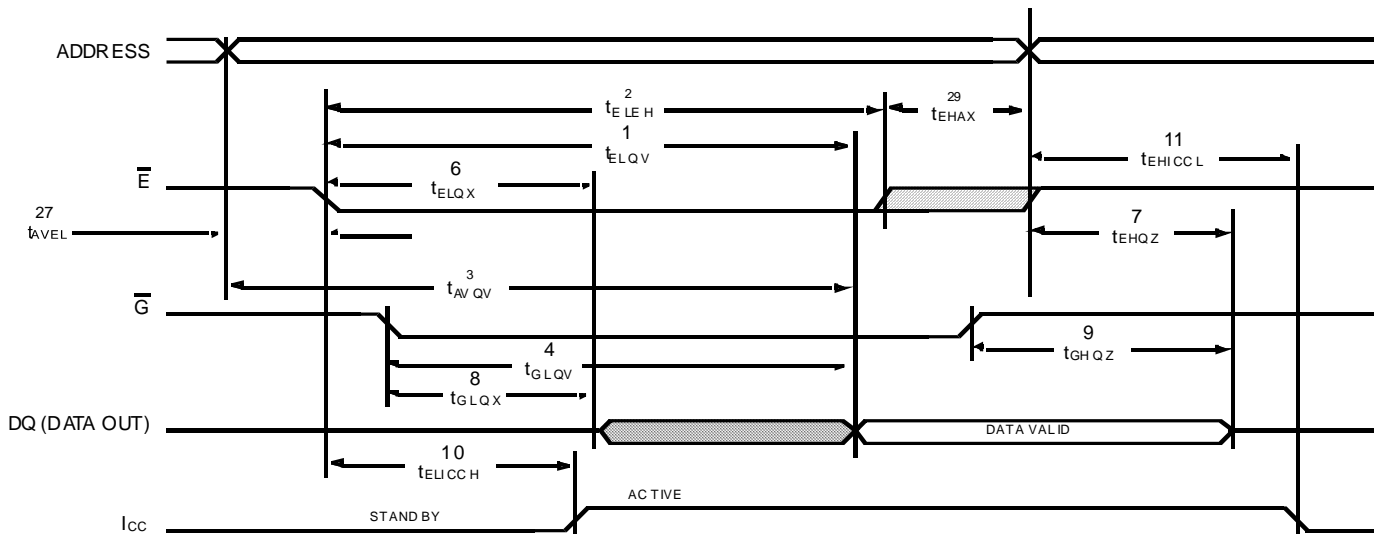 ADDRESS
2
tELEH
29
tEHAX
1
tELQV
11
tEHICCL
E
6
tELQX
27
tAVEL
7
tEHQZ
3
tAVQV
G
4
tGLQV
9
tGHQZ
8
tGLQX
DQ (DATA OUT)
DATA VALID
10
tELICCH
ACTIVE
ICC
STANDBY